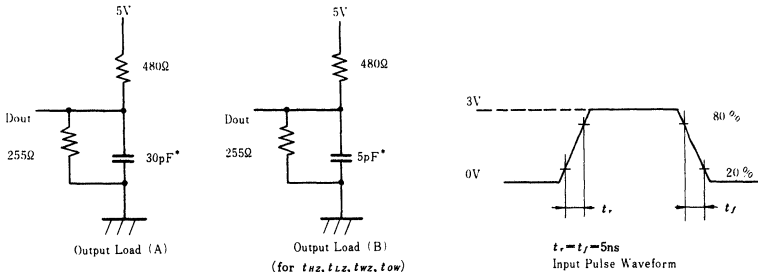 5V
480Ω
Dout
255Ω
30pF*
Output Load (A)
5V
480Ω
Dout
255Ω
5pF*
Output Load (B)
(for tHZ, tLZ, tWZ, tOW)
3V
80%
0V
20%
tr
tf
tr=tf=5ns
Input Pulse Waveform